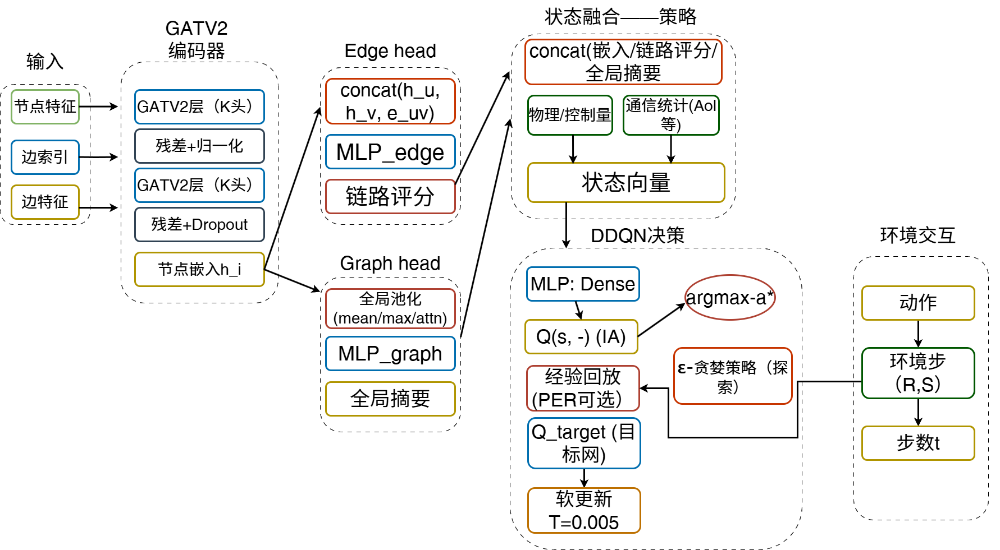 输入
节点特征
边索引
边特征
GATV2
编码器
GATV2层（K头）
残差+归一化
GATV2层（K头）
残差+Dropout
节点嵌入h_i
Edge head
concat(h_u,
h_v, e_uv)
MLP_edge
链路评分
Graph head
全局池化
(mean/max/attn)
MLP_graph
全局摘要
状态融合——策略
concat(嵌入/链路评分/
全局摘要
物理/控制量
通信统计(AoI
等)
状态向量
DDQN决策
MLP: Dense
Q(s, -) (IA)
argmax-a*
ε-贪婪策略（探
索）
经验回放
(PER可选）
Q_target (目
标网)
软更新
T=0.005
环境交互
动作
环境步
（R,S）
步数t